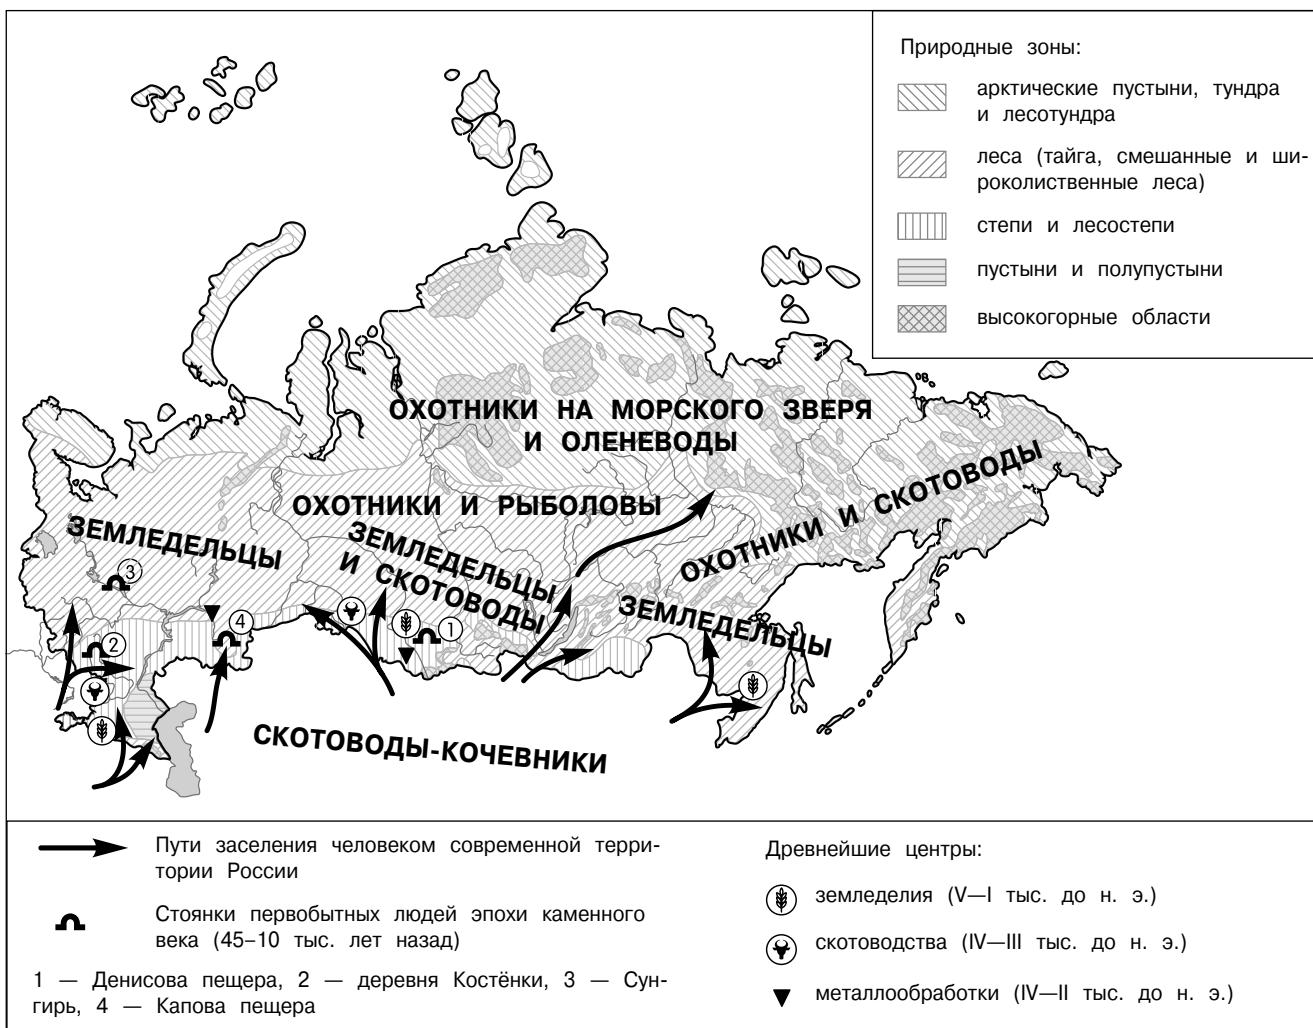 Природные зоны:
арктические пустыни, тундра
и лесотундра
леса (тайга, смешанные и ши-
роколиственные леса)
степи и лесостепи
пустыни и полупустыни
высокогорные области
ОХОТНИКИ НА МОРСКОГО ЗВЕРЯ
И ОЛЕНЕВОДЫ
ОХОТНИКИ И РЫБОЛОВЫ
ОХОТНИКИ И СКОТОВОДЫ
ЗЕМЛЕДЕЛЬЦЫ
ЗЕМЛЕДЕЛЬЦЫ
И СКОТОВОДЫ
ЗЕМЛЕДЕЛЬЦЫ
3
4
1
2
СКОТОВОДЫ-КОЧЕВНИКИ
Пути заселения человеком современной терри-
тории России
Стоянки первобытных людей эпохи каменного
века (45–10 тыс. лет назад)
1 — Денисова пещера, 2 — деревня Костёнки, 3 — Сун-
гирь, 4 — Капова пещера
Древнейшие центры:
земледелия (V—I тыс. до н. э.)
скотоводства (IV—III тыс. до н. э.)
металлообработки (IV—II тыс. до н. э.)